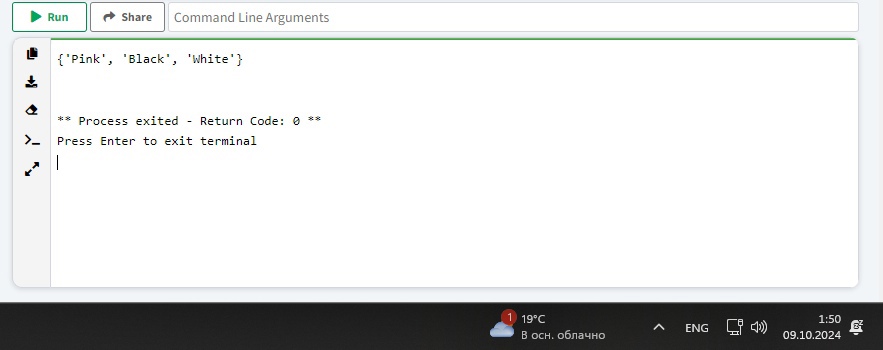 Run Share Command Line Arguments
{'Pink', 'Black', 'White'}
** Process exited - Return Code: 0 **
Press Enter to exit terminal
1 19°C
В осн. облачно
ENG
1:50
09.10.2024